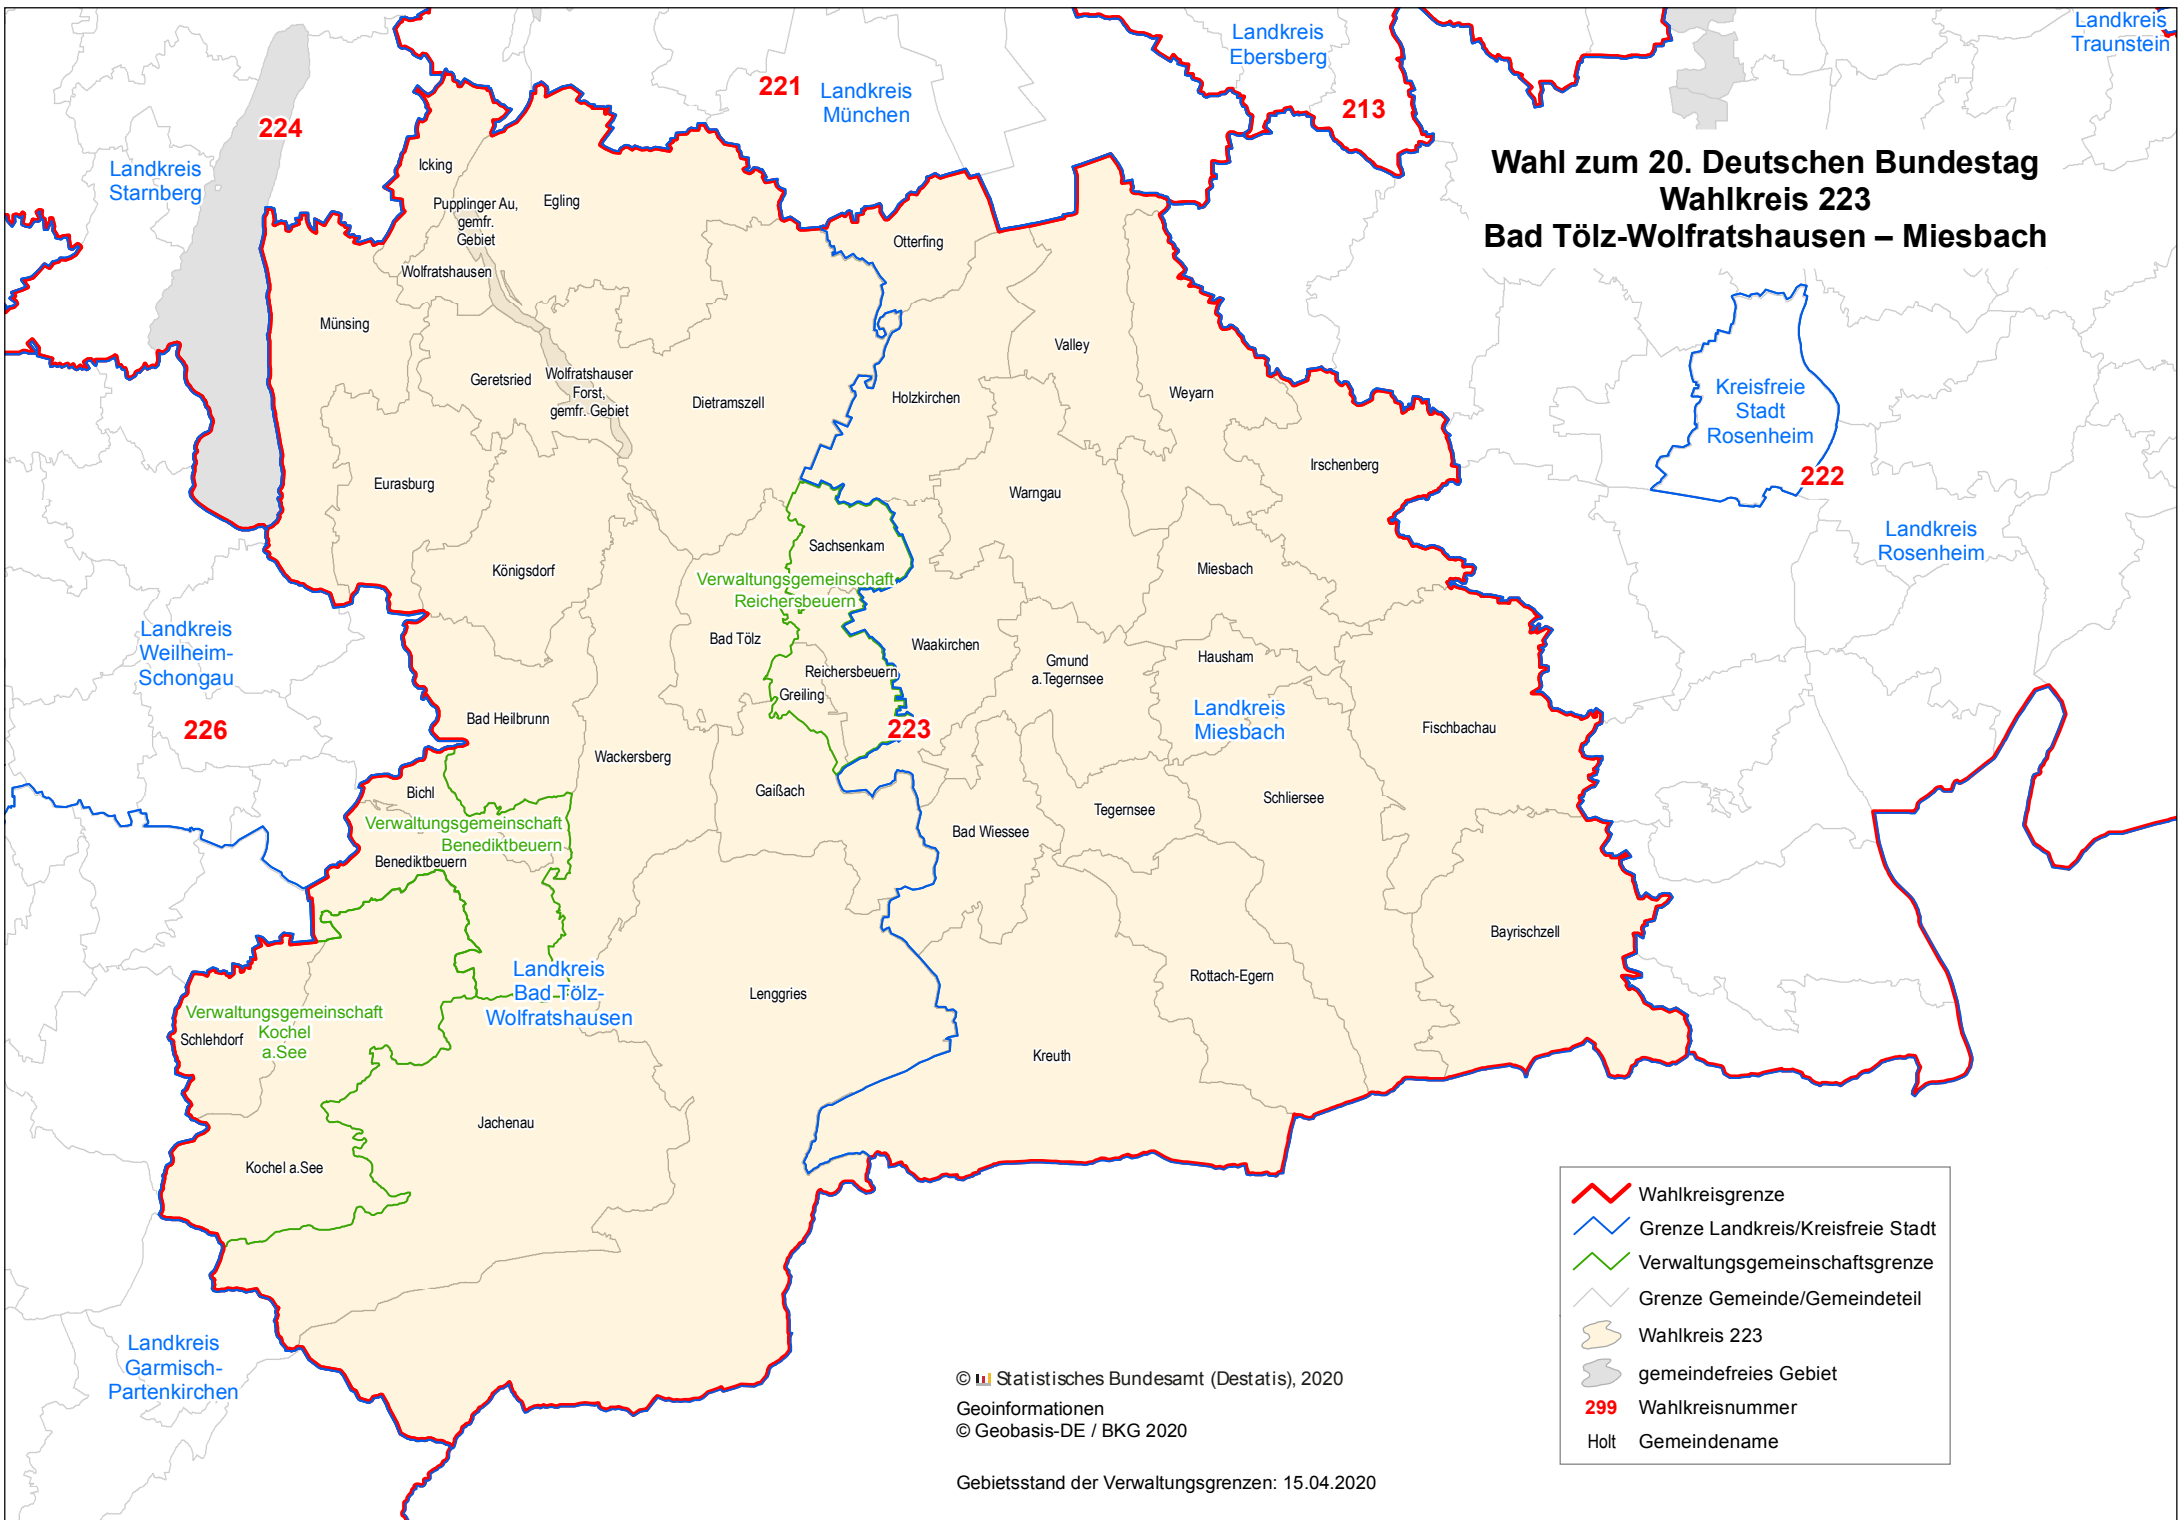 Wahl zum 20. Deutschen Bundestag
Wahlkreis 223
Bad Tölz-Wolfratshausen – Miesbach
Landkreis
Traunstein
Landkreis
Ebersberg
213
221
Landkreis
München
224
Landkreis
Starnberg
Icking
Pupplinger Au,
gemfr.
Gebiet
Egling
Wolfratshausen
Otterfing
Münsing
Geretsried
Wolfratshauser
Forst,
gemfr. Gebiet
Dietramszell
Holzkirchen
Valley
Weyarn
Kreisfreie
Stadt
Rosenheim
222
Irschenberg
Eurasburg
Warngau
Landkreis
Rosenheim
Sachsenkam
Königsdorf
Verwaltungsgemeinschaft
Reichersbeuern
Miesbach
Landkreis
Weilheim-
Schongau
226
Bad Tölz
Waakirchen
Gmund
a.Tegernsee
Hausham
Reichersbeuern
Greiling
Bad Heilbrunn
223
Landkreis
Miesbach
Fischbachau
Wackersberg
Gaißach
Bichl
Tegernsee
Schliersee
Verwaltungsgemeinschaft
Benediktbeuern
Bad Wiessee
Benediktbeuern
Bayrischzell
Landkreis
Bad Tölz-
Wolfratshausen
Lenggries
Rottach-Egern
Verwaltungsgemeinschaft
Kochel
a.See
Schlehdorf
Kreuth
Jachenau
Kochel a.See
Landkreis
Garmisch-
Partenkirchen
Wahlkreisgrenze
Grenze Landkreis/Kreisfreie Stadt
Verwaltungsgemeinschaftsgrenze
Grenze Gemeinde/Gemeindeteil
Wahlkreis 223
gemeindefreies Gebiet
299 Wahlkreisnummer
Holt Gemeindename
© Statistisches Bundesamt (Destatis), 2020
Geoinformationen
© Geobasis-DE / BKG 2020
Gebietsstand der Verwaltungsgrenzen: 15.04.2020